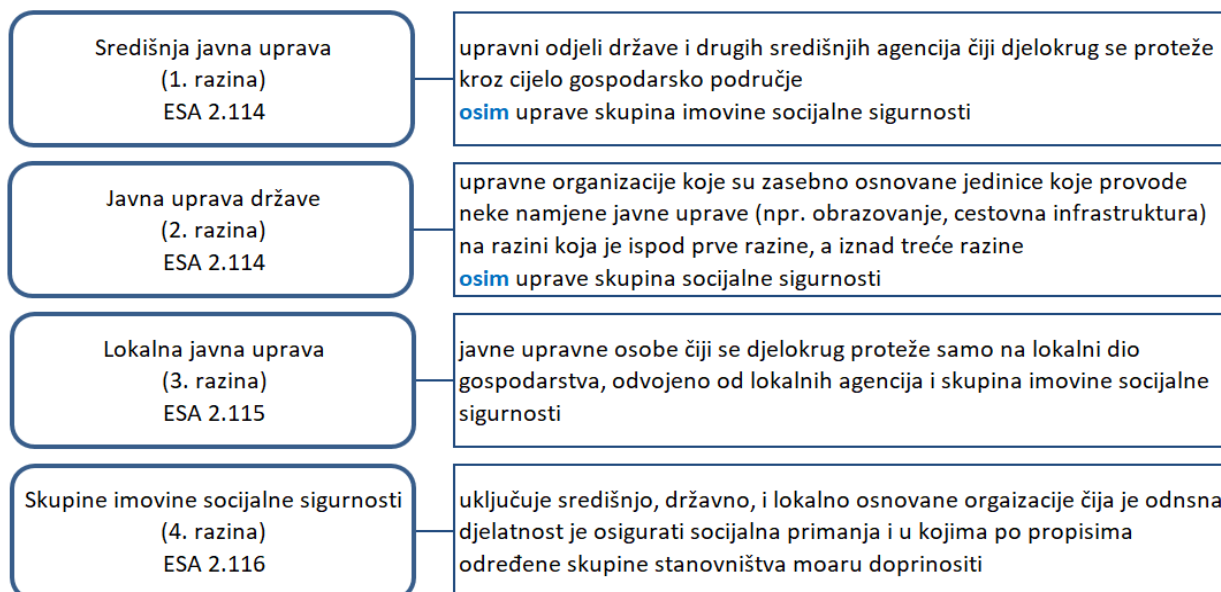 Središnja javna uprava
(1. razina)
ESA 2.114
upravni odjeli države i drugih središnjih agencija čiji djelokrug se proteže
kroz cijelo gospodarsko područje
osim uprave skupina imovine socijalne sigurnosti
Javna uprava države
(2. razina)
ESA 2.114
upravne organizacije koje su zasebno osnovane jedinice koje provode
neke namjene javne uprave (npr. obrazovanje, cestovna infrastruktura)
na razini koja je ispod prve razine, a iznad treće razine
osim uprave skupina socijalne sigurnosti
Lokalna javna uprava
(3. razina)
ESA 2.115
javne upravne osobe čiji se djelokrug proteže samo na lokalni dio
gospodarstva, odvojeno od lokalnih agencija i skupina imovine socijalne
sigurnosti
Skupine imovine socijalne sigurnosti
(4. razina)
ESA 2.116
uključuje središnjo, državno, i lokalno osnovane orgaizacije čija je odnsna
djelatnost je osigurati socijalna primanja i u kojima po propisima
određene skupine stanovništva moaru doprinositi